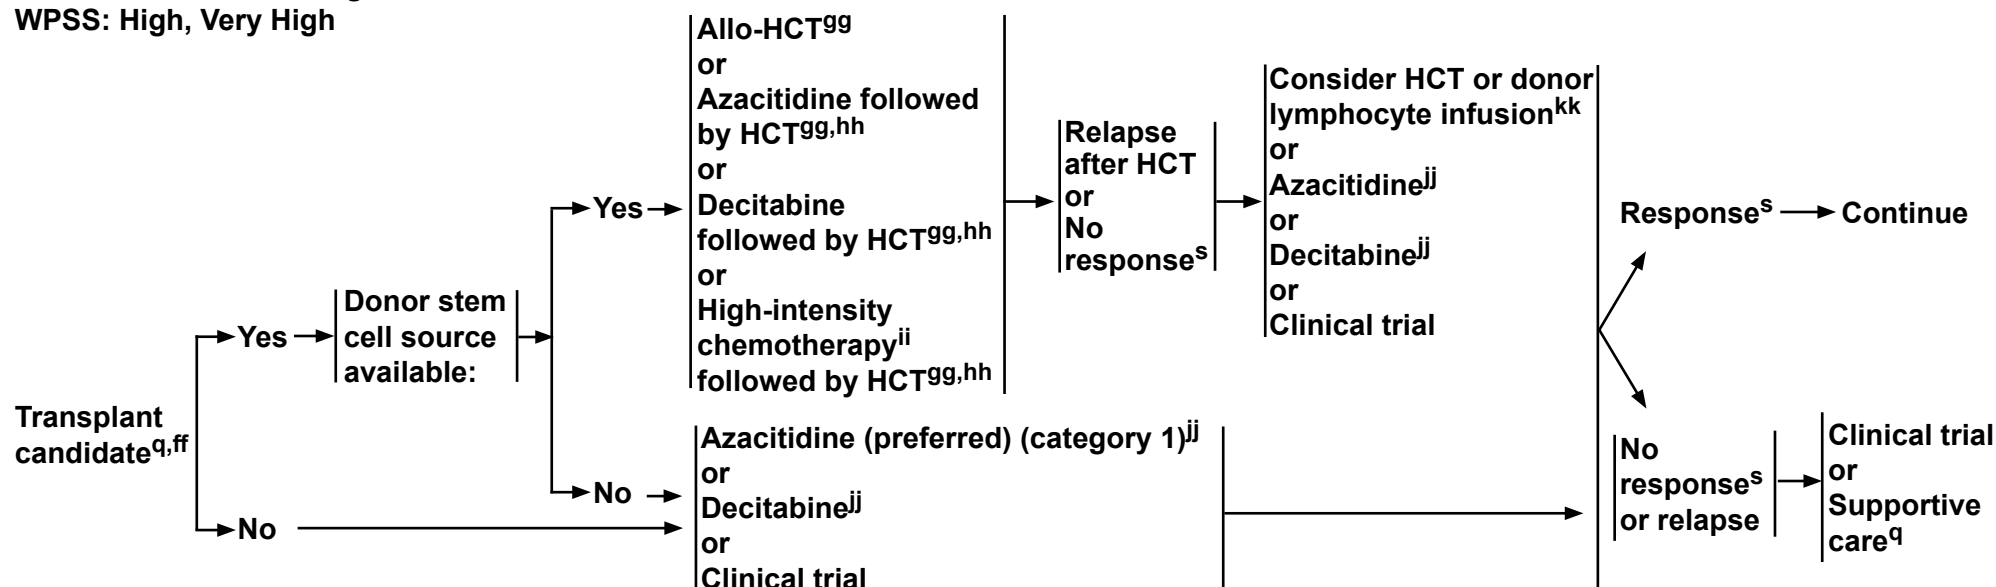 WPSS: High, Very High
Transplant
candidateq,ff
Yes
No
Donor stem
cell source
available:
Yes
No
Allo-HCTgg
or
Azacitidine followed
by HCTgg,hh
or
Decitabine
followed by HCTgg,hh
or
High-intensity
chemotherapyii
followed by HCTgg,hh
Azacitidine (preferred) (category 1)jj
or
Decitabinejj
or
Clinical trial
Relapse
after HCT
or
No
responses
Consider HCT or donor
lymphocyte infusionkk
or
Azacitidinejj
or
Decitabinejj
or
Clinical trial
Responses
Continue
No
responses
or relapse
Clinical trial
or
Supportive
careq